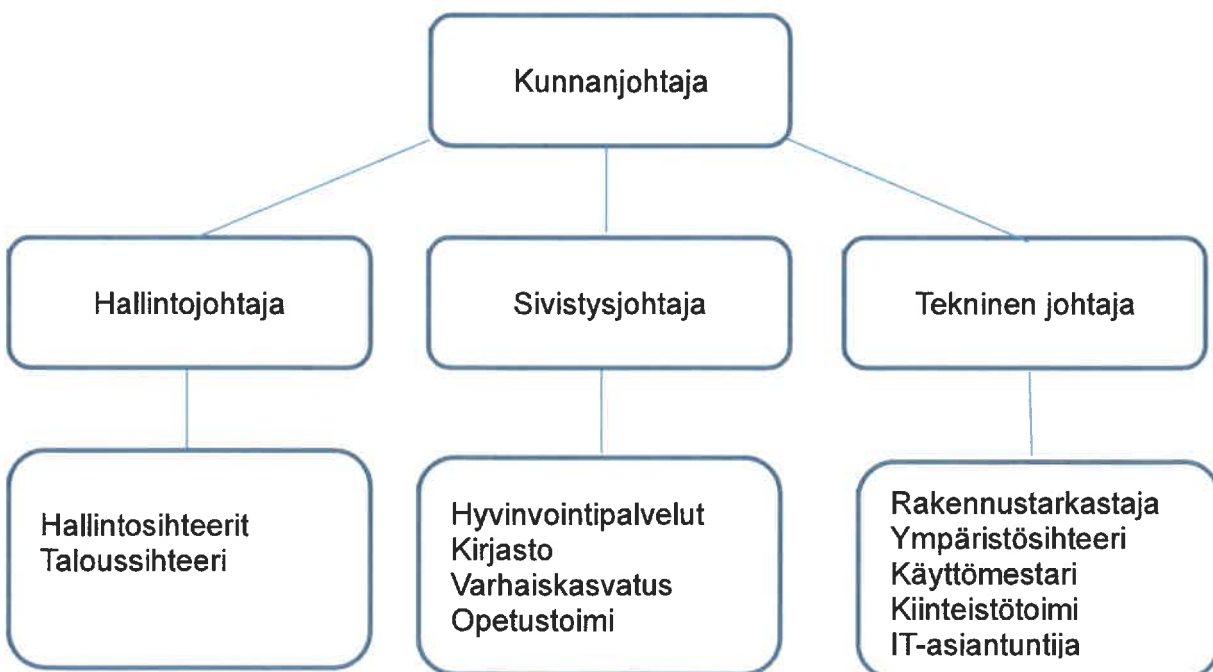 Kunnanjohtaja
Hallintojohtaja
Sivistysjohtaja
Tekninen johtaja
Hallintosihteerit
Taloussihteeri
Hyvinvointipalvelut
Kirjasto
Varhaiskasvatus
Opetustoimi
Rakennustarkastaja
Ympäristösihteeri
Käyttömestari
Kiinteistötoimi
IT-asiantuntija